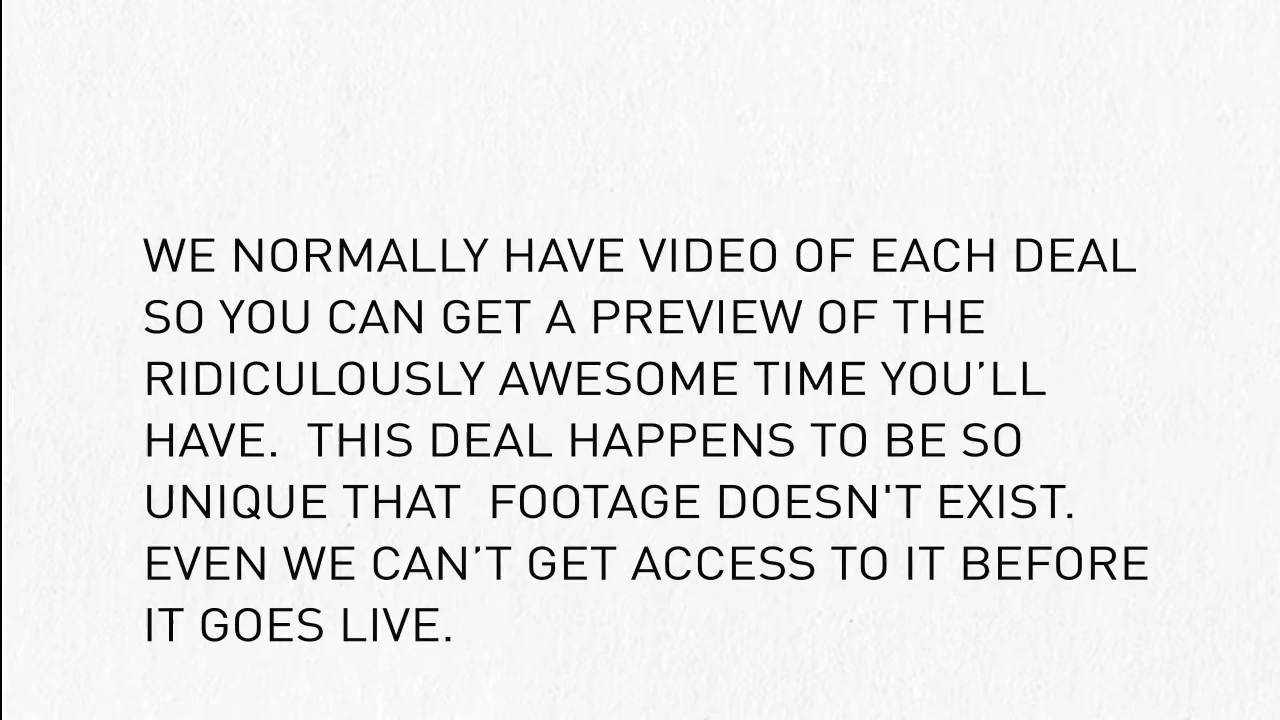 WE NORMALLY HAVE VIDEO OF EACH DEAL
SO YOU CAN GET A PREVIEW OF THE
RIDICULOUSLY AWESOME TIME YOU’LL
HAVE.  THIS DEAL HAPPENS TO BE SO
UNIQUE THAT  FOOTAGE DOESN'T EXIST.
EVEN WE CAN’T GET ACCESS TO IT BEFORE
IT GOES LIVE.